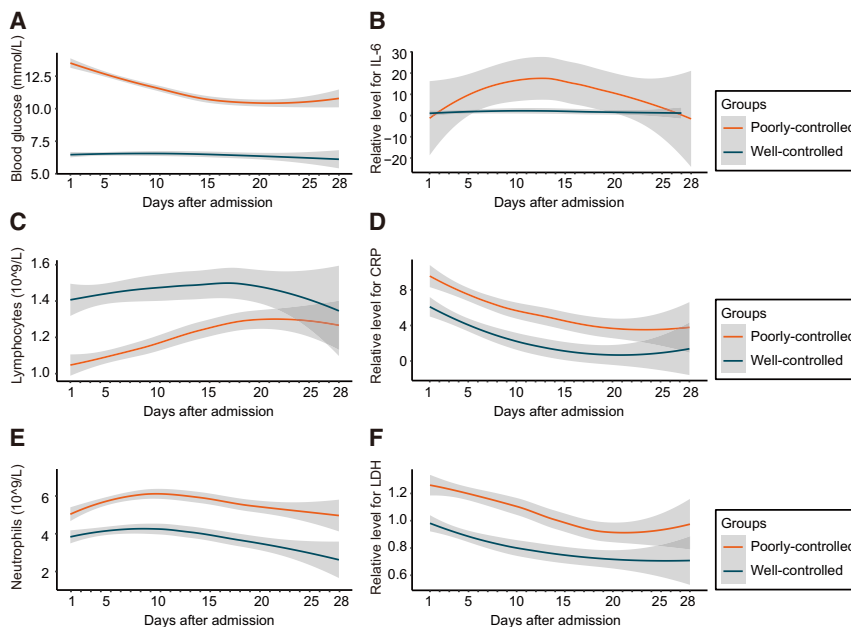 A
Blood glucose (mmol/L)
12.5
10.0
7.5
5.0
1 5 10 15 20 25 28
Days after admission
B
Relative level for IL-6
30
20
10
0
−10
−20
1 5 10 15 20 25 28
Days after admission
Groups
Poorly-controlled
Well-controlled
C
Lymphocytes (10^9/L)
1.6
1.4
1.2
1.0
1 5 10 15 20 25 28
Days after admission
D
Relative level for CRP
8
4
0
1 5 10 15 20 25 28
Days after admission
Groups
Poorly-controlled
Well-controlled
E
Neutrophils (10^9/L)
6
4
2
1 5 10 15 20 25 28
Days after admission
F
Relative level for LDH
1.2
1.0
0.8
0.6
1 5 10 15 20 25 28
Days after admission
Groups
Poorly-controlled
Well-controlled